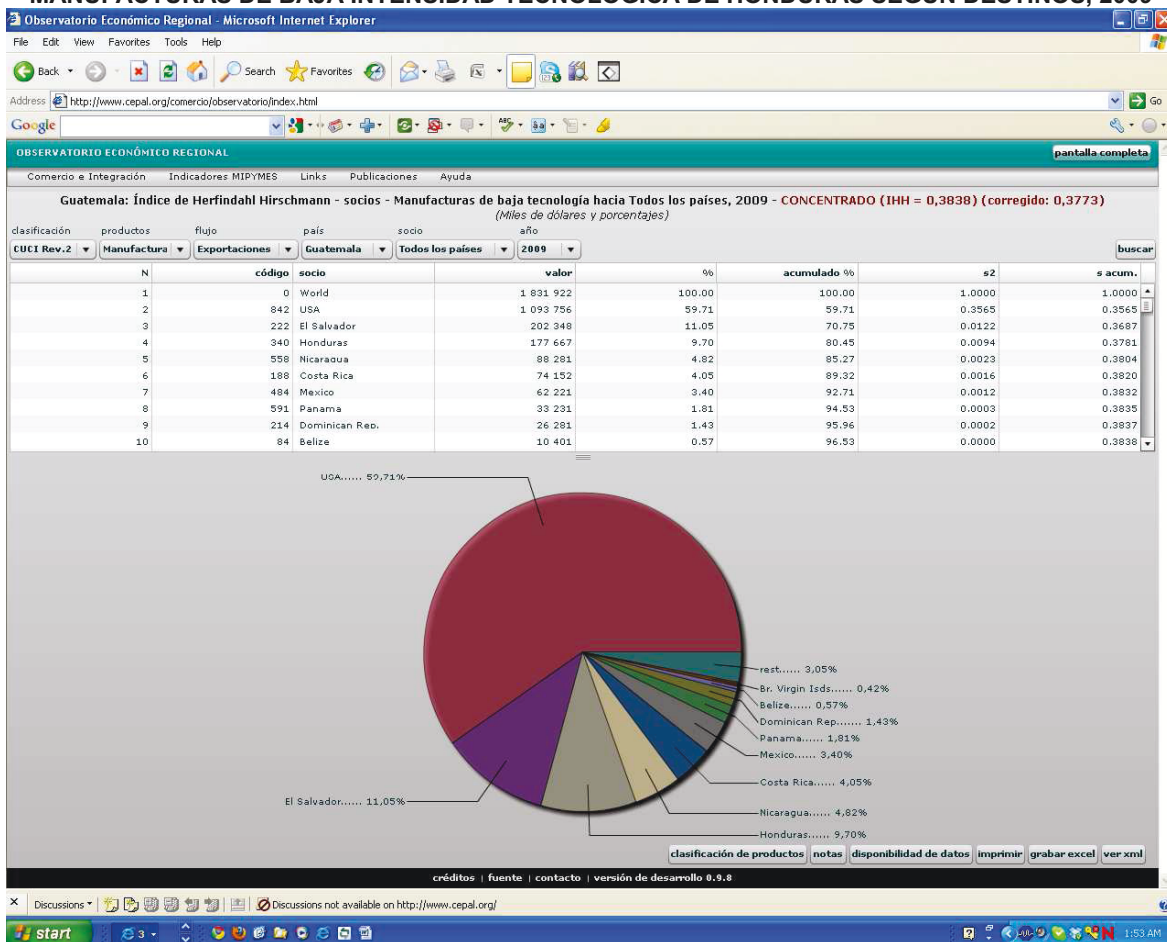 MANUFACTURAS DE BAJA INTENSIDAD TECNOLÓGICA DE HONDURAS SEGÚN DESTINOS, 2009
Observatorio Económico Regional - Microsoft Internet Explorer
File Edit View Favorites Tools Help
Back Search Favorites
Address http://www.cepal.org/comercio/observatorio/index.html Go
Google
OBSERVATORIO ECONÓMICO REGIONAL pantalla completa
Comercio e Integración Indicadores MIPYMES Links Publicaciones Ayuda
Guatemala: Índice de Herfindahl Hirschmann - socios - Manufacturas de baja tecnología hacia Todos los países, 2009 - CONCENTRADO (IHH = 0,3838) (corregido: 0,3773)
(Miles de dólares y porcentajes)
clasificación productos flujo país socio año
CUCI Rev.2 Manufactura Exportaciones Guatemala Todos los países 2009 buscar
N código socio valor % acumulado % s2 s acum.
1 0 World 1 831 922 100.00 100.00 1.0000 1.0000
2 842 USA 1 093 756 59.71 59.71 0.3565 0.3565
3 222 El Salvador 202 348 11.05 70.75 0.0122 0.3687
4 340 Honduras 177 667 9.70 80.45 0.0094 0.3781
5 558 Nicaragua 88 281 4.82 85.27 0.0023 0.3804
6 188 Costa Rica 74 152 4.05 89.32 0.0016 0.3820
7 484 Mexico 62 221 3.40 92.71 0.0012 0.3832
8 591 Panama 33 231 1.81 94.53 0.0003 0.3835
9 214 Dominican Rep. 26 281 1.43 95.96 0.0002 0.3837
10 84 Belize 10 401 0.57 96.53 0.0000 0.3838
USA...... 59,71%
rest...... 3,05%
Br. Virgin Isds...... 0,42%
Belize...... 0,57%
Dominican Rep....... 1,43%
Panama...... 1,81%
Mexico...... 3,40%
Costa Rica...... 4,05%
El Salvador...... 11,05%
Nicaragua...... 4,82%
Honduras...... 9,70%
clasificación de productos notas disponibilidad de datos imprimir grabar excel ver xml
créditos | fuente | contacto | versión de desarrollo 0.9.8
Discussions Discussions not available on http://www.cepal.org/
start 3 1:53 AM